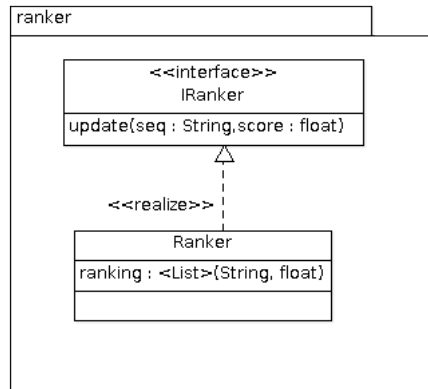 ranker
<<interface>>
IRanker
update(seq : String,score : float)
<<realize>>
Ranker
ranking : <List>(String, float)